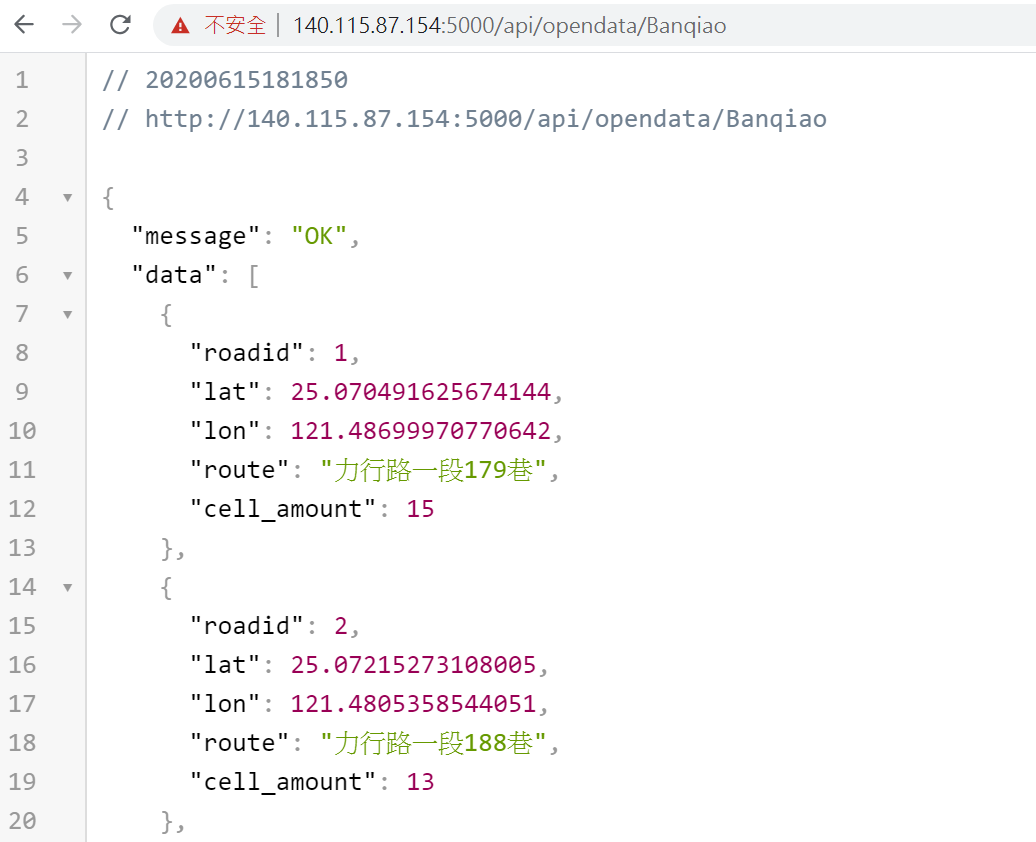 不安全 | 140.115.87.154:5000/api/opendata/Banqiao
1 // 20200615181850
2 // http://140.115.87.154:5000/api/opendata/Banqiao
3
4 {
5 "message": "OK",
6 "data": [
7 {
8 "roadid": 1,
9 "lat": 25.070491625674144,
10 "lon": 121.48699970770642,
11 "route": "力行路一段179巷",
12 "cell_amount": 15
13 },
14 {
15 "roadid": 2,
16 "lat": 25.07215273108005,
17 "lon": 121.4805358544051,
18 "route": "力行路一段188巷",
19 "cell_amount": 13
20 },